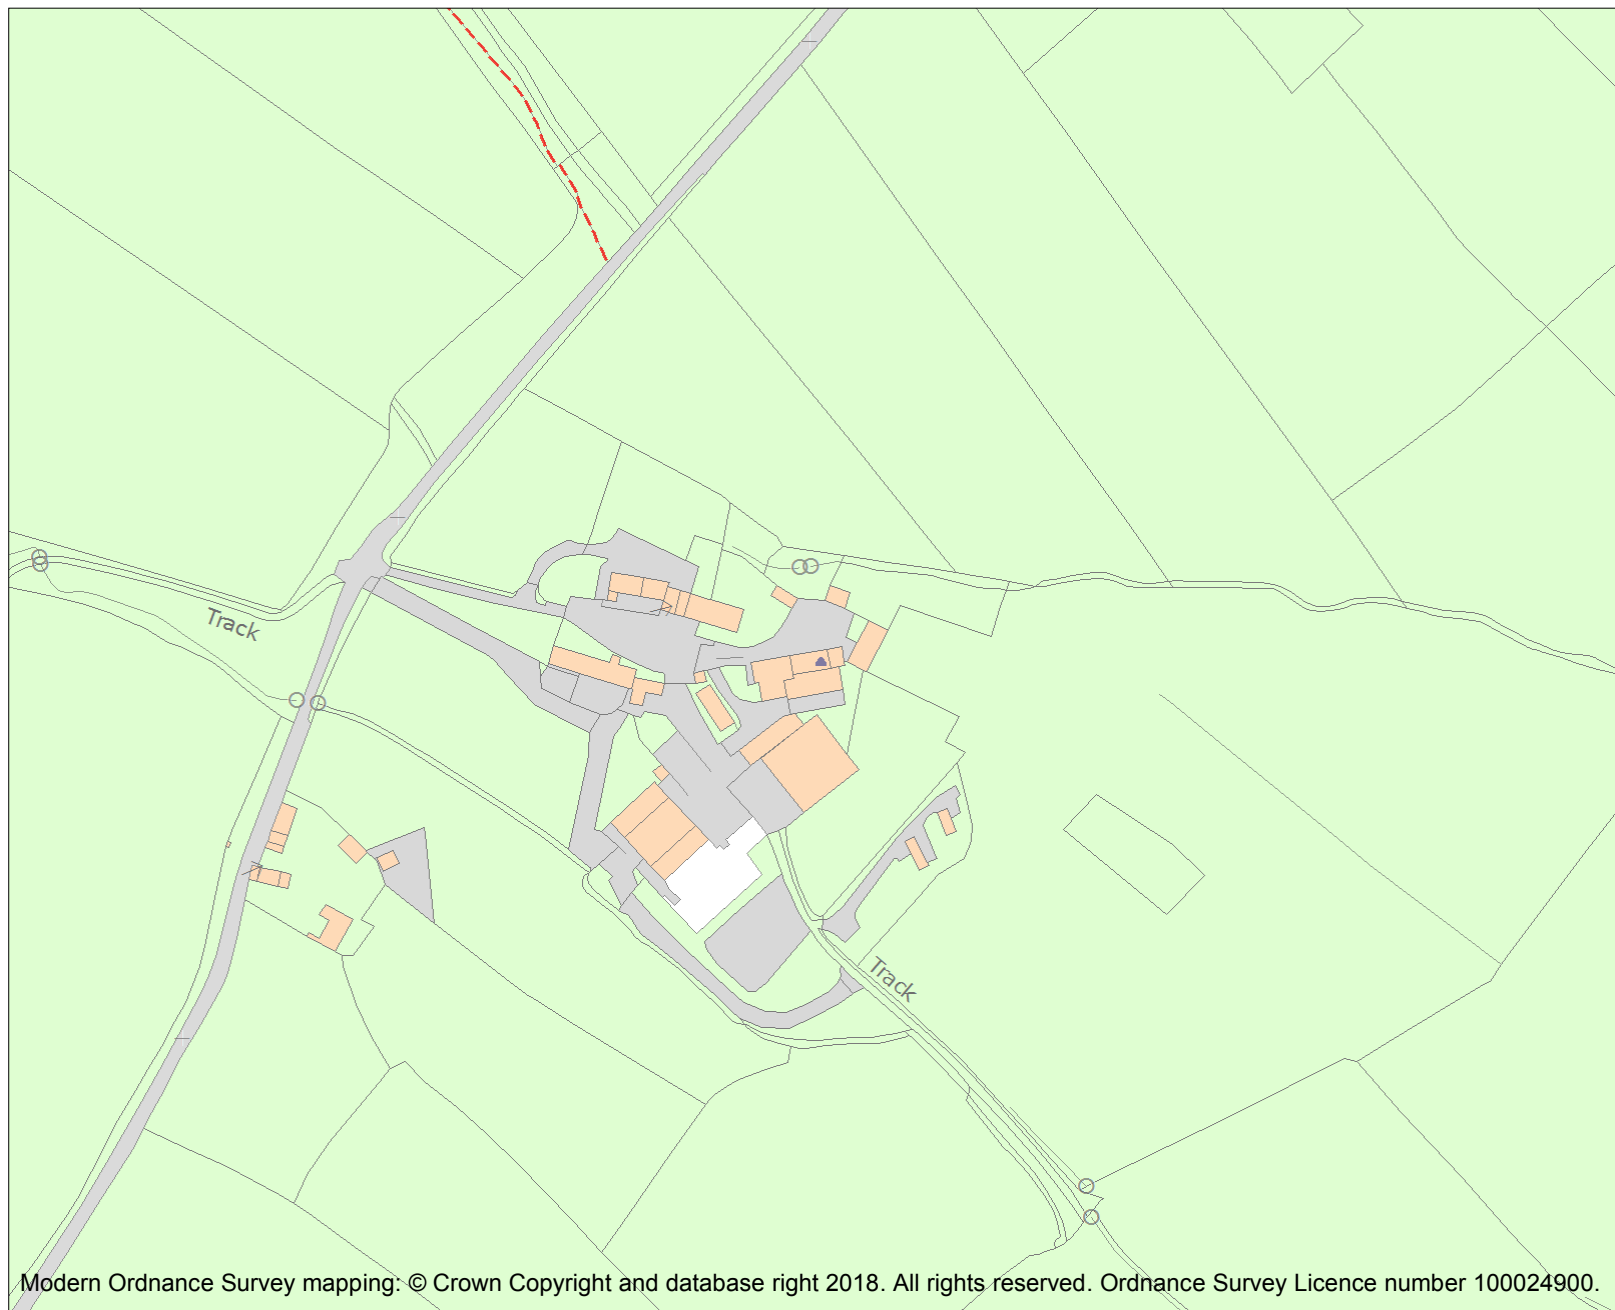 Track
Track
Modern Ordnance Survey mapping: © Crown Copyright and database right 2018. All rights reserved. Ordnance Survey Licence number 100024900.